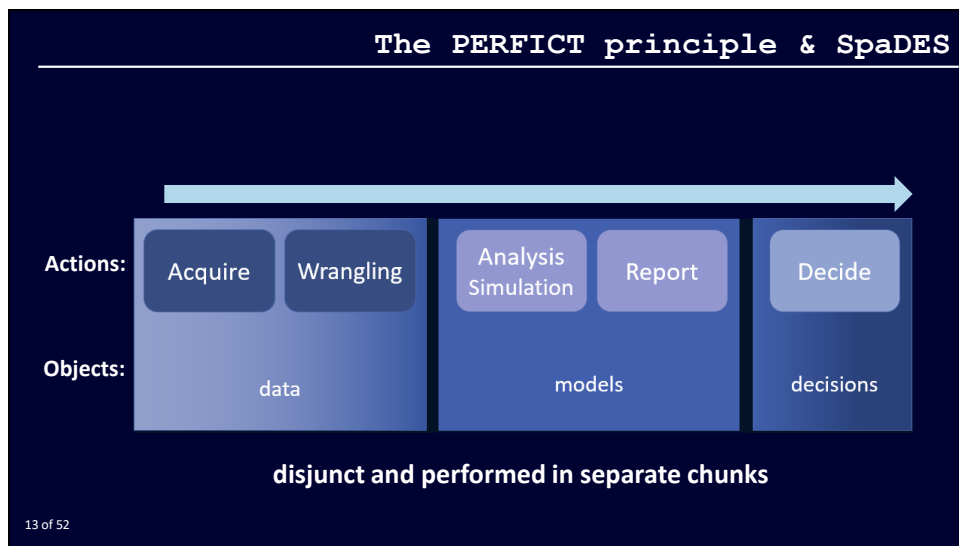 The PERFICT principle & SpaDES
Actions:
Acquire
Wrangling
Analysis
Simulation
Report
Decide
Objects:
data
models
decisions
disjunct and performed in separate chunks
13 of 52